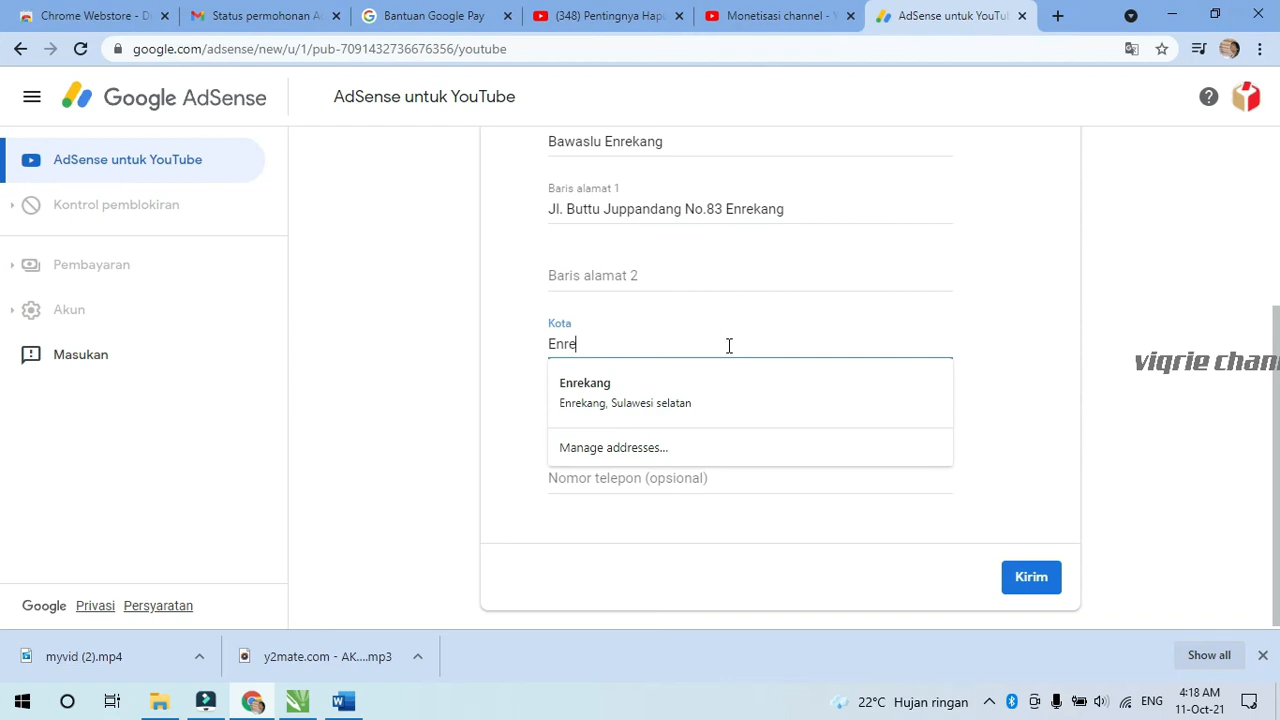 Chrome Webstore - D
Status permohonan A
Bantuan Google Pay
(348) Pentingnya Hapu
Monetisasi channel - Y
AdSense untuk YouTu
google.com/adsense/new/u/1/pub-7091432736676356/youtube
Google AdSense
AdSense untuk YouTube
AdSense untuk YouTube
Kontrol pemblokiran
Pembayaran
Akun
Masukan
Google Privasi Persyaratan
Bawaslu Enrekang
Baris alamat 1
Jl. Buttu Juppandang No.83 Enrekang
Baris alamat 2
Kota
Enre
Enrekang
Enrekang, Sulawesi selatan
Manage addresses...
Nomor telepon (opsional)
Kirim
viqrie chann
myvid (2).mp4
y2mate.com - AK....mp3
Show all
22°C Hujan ringan
ENG
4:18 AM
11-Oct-21